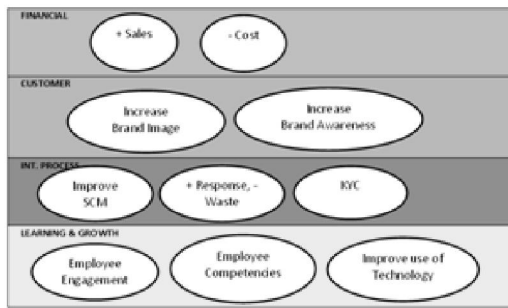 FINANCIAL
+ Sales
- Cost
CUSTOMER
Increase
Brand Image
Increase
Brand Awareness
INT. PROCESS
Improve
SCM
+ Response, -
Waste
KYC
LEARNING & GROWTH
Employee
Engagement
Employee
Competencies
Improve use of
Technology